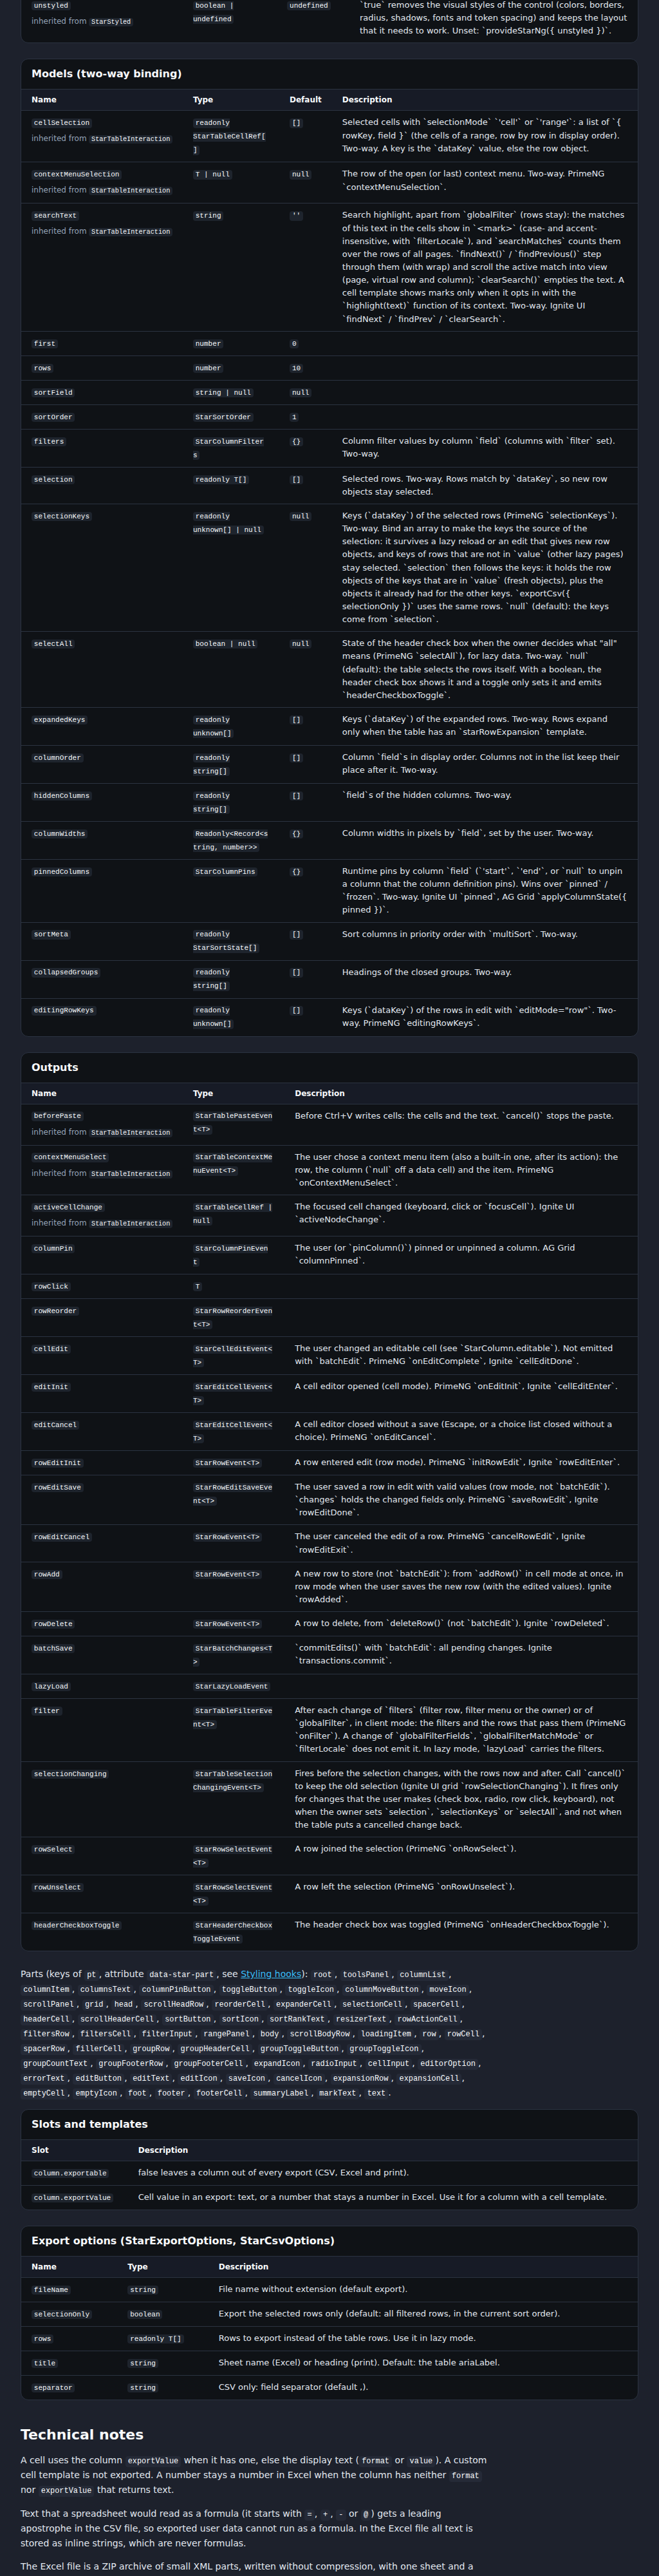 unstyled boolean | undefined `true` removes the visual styles of the control (colors, borders,
inherited from StarStyled undefined radius, shadows, fonts and token spacing) and keeps the layout
that it needs to work. Unset: `provideStarNg({ unstyled })`.
Models (two-way binding)
Name Type Default Description
cellSelection readonly [] Selected cells with `selectionMode` `'cell'` or `'range'`: a list of `{
inherited from StarTableInteraction StarTableCellRef[ rowKey, field }` (the cells of a range, row by row in display order).
] Two-way. A key is the `dataKey` value, else the row object.
contextMenuSelection T | null null The row of the open (or last) context menu. Two-way. PrimeNG
inherited from StarTableInteraction `contextMenuSelection`.
searchText string '' Search highlight, apart from `globalFilter` (rows stay): the matches
inherited from StarTableInteraction of this text in the cells show in `<mark>` (case- and accent-
insensitive, with `filterLocale`), and `searchMatches` counts them
over the rows of all pages. `findNext()` / `findPrevious()` step
through them (with wrap) and scroll the active match into view
(page, virtual row and column); `clearSearch()` empties the text. A
cell template shows marks only when it opts in with the
`highlight(text)` function of its context. Two-way. Ignite UI
`findNext` / `findPrev` / `clearSearch`.
first number 0
rows number 10
sortField string | null null
sortOrder StarSortOrder 1
filters StarColumnFilter {} Column filter values by column `field` (columns with `filter` set).
s Two-way.
selection readonly T[] [] Selected rows. Two-way. Rows match by `dataKey`, so new row
objects stay selected.
selectionKeys readonly null Keys (`dataKey`) of the selected rows (PrimeNG `selectionKeys`).
unknown[] | null Two-way. Bind an array to make the keys the source of the
selection: it survives a lazy reload or an edit that gives new row
objects, and keys of rows that are not in `value` (other lazy pages)
stay selected. `selection` then follows the keys: it holds the row
objects of the keys that are in `value` (fresh objects), plus the
objects it already had for the other keys. `exportCsv({
selectionOnly })` uses the same rows. `null` (default): the keys
come from `selection`.
selectAll boolean | null null State of the header check box when the owner decides what "all"
means (PrimeNG `selectAll`), for lazy data. Two-way. `null`
(default): the table selects the rows itself. With a boolean, the
header check box shows it and a toggle only sets it and emits
`headerCheckboxToggle`.
expandedKeys readonly [] Keys (`dataKey`) of the expanded rows. Two-way. Rows expand
unknown[] only when the table has an `starRowExpansion` template.
columnOrder readonly [] Column `field`s in display order. Columns not in the list keep their
string[] place after it. Two-way.
hiddenColumns readonly [] `field`s of the hidden columns. Two-way.
string[]
columnWidths Readonly<Record<s {} Column widths in pixels by `field`, set by the user. Two-way.
tring, number>>
pinnedColumns StarColumnPins {} Runtime pins by column `field` (`'start'`, `'end'`, or `null` to unpin
a column that the column definition pins). Wins over `pinned` /
`frozen`. Two-way. Ignite UI `pinned`, AG Grid `applyColumnState({
pinned })`.
sortMeta readonly [] Sort columns in priority order with `multiSort`. Two-way.
StarSortState[]
collapsedGroups readonly [] Headings of the closed groups. Two-way.
string[]
editingRowKeys readonly [] Keys (`dataKey`) of the rows in edit with `editMode="row"`. Two-
unknown[] way. PrimeNG `editingRowKeys`.
Outputs
Name Type Description
beforePaste StarTablePasteEven Before Ctrl+V writes cells: the cells and the text. `cancel()` stops the paste.
inherited from StarTableInteraction t<T>
contextMenuSelect StarTableContextMe The user chose a context menu item (also a built-in one, after its action): the
inherited from StarTableInteraction nuEvent<T> row, the column (`null` off a data cell) and the item. PrimeNG
`onContextMenuSelect`.
activeCellChange StarTableCellRef | The focused cell changed (keyboard, click or `focusCell`). Ignite UI
inherited from StarTableInteraction null `activeNodeChange`.
columnPin StarColumnPinEven The user (or `pinColumn()`) pinned or unpinned a column. AG Grid
t `columnPinned`.
rowClick T
rowReorder StarRowReorderEven
t<T>
cellEdit StarCellEditEvent< The user changed an editable cell (see `StarColumn.editable`). Not emitted
T> with `batchEdit`. PrimeNG `onEditComplete`, Ignite `cellEditDone`.
editInit StarEditCellEvent< A cell editor opened (cell mode). PrimeNG `onEditInit`, Ignite `cellEditEnter`.
T>
editCancel StarEditCellEvent< A cell editor closed without a save (Escape, or a choice list closed without a
T> choice). PrimeNG `onEditCancel`.
rowEditInit StarRowEvent<T> A row entered edit (row mode). PrimeNG `initRowEdit`, Ignite `rowEditEnter`.
rowEditSave StarRowEditSaveEve The user saved a row in edit with valid values (row mode, not `batchEdit`).
nt<T> `changes` holds the changed fields only. PrimeNG `saveRowEdit`, Ignite
`rowEditDone`.
rowEditCancel StarRowEvent<T> The user canceled the edit of a row. PrimeNG `cancelRowEdit`, Ignite
`rowEditExit`.
rowAdd StarRowEvent<T> A new row to store (not `batchEdit`): from `addRow()` in cell mode at once, in
row mode when the user saves the new row (with the edited values). Ignite
`rowAdded`.
rowDelete StarRowEvent<T> A row to delete, from `deleteRow()` (not `batchEdit`). Ignite `rowDeleted`.
batchSave StarBatchChanges<T `commitEdits()` with `batchEdit`: all pending changes. Ignite
> `transactions.commit`.
lazyLoad StarLazyLoadEvent
filter StarTableFilterEve After each change of `filters` (filter row, filter menu or the owner) or of
nt<T> `globalFilter`, in client mode: the filters and the rows that pass them (PrimeNG
`onFilter`). A change of `globalFilterFields`, `globalFilterMatchMode` or
`filterLocale` does not emit it. In lazy mode, `lazyLoad` carries the filters.
selectionChanging StarTableSelection Fires before the selection changes, with the rows now and after. Call `cancel()`
ChangingEvent<T> to keep the old selection (Ignite UI grid `rowSelectionChanging`). It fires only
for changes that the user makes (check box, radio, row click, keyboard), not
when the owner sets `selection`, `selectionKeys` or `selectAll`, and not when
the table puts a cancelled change back.
rowSelect StarRowSelectEvent A row joined the selection (PrimeNG `onRowSelect`).
<T>
rowUnselect StarRowSelectEvent A row left the selection (PrimeNG `onRowUnselect`).
<T>
headerCheckboxToggle StarHeaderCheckbox The header check box was toggled (PrimeNG `onHeaderCheckboxToggle`).
ToggleEvent
Parts (keys of pt, attribute data-star-part, see Styling hooks): root, toolsPanel, columnList,
columnItem, columnsText, columnPinButton, toggleButton, toggleIcon, columnMoveButton, moveIcon,
scrollPanel, grid, head, scrollHeadRow, reorderCell, expanderCell, selectionCell, spacerCell,
headerCell, scrollHeaderCell, sortButton, sortIcon, sortRankText, resizerText, rowActionCell,
filtersRow, filtersCell, filterInput, rangePanel, body, scrollBodyRow, loadingItem, row, rowCell,
spacerRow, fillerCell, groupRow, groupHeaderCell, groupToggleButton, groupToggleIcon,
groupCountText, groupFooterRow, groupFooterCell, expandIcon, radioInput, cellInput, editorOption,
errorText, editButton, editText, editIcon, saveIcon, cancelIcon, expansionRow, expansionCell,
emptyCell, emptyIcon, foot, footer, footerCell, summaryLabel, markText, text.
Slots and templates
Slot Description
column.exportable false leaves a column out of every export (CSV, Excel and print).
column.exportValue Cell value in an export: text, or a number that stays a number in Excel. Use it for a column with a cell template.
Export options (StarExportOptions, StarCsvOptions)
Name Type Description
fileName string File name without extension (default export).
selectionOnly boolean Export the selected rows only (default: all filtered rows, in the current sort order).
rows readonly T[] Rows to export instead of the table rows. Use it in lazy mode.
title string Sheet name (Excel) or heading (print). Default: the table ariaLabel.
separator string CSV only: field separator (default ,).
Technical notes
A cell uses the column exportValue when it has one, else the display text (format or value). A custom
cell template is not exported. A number stays a number in Excel when the column has neither format
nor exportValue that returns text.
Text that a spreadsheet would read as a formula (it starts with =, +, - or @) gets a leading
apostrophe in the CSV file, so exported user data cannot run as a formula. In the Excel file all text is
stored as inline strings, which are never formulas.
The Excel file is a ZIP archive of small XML parts, written without compression, with one sheet and a